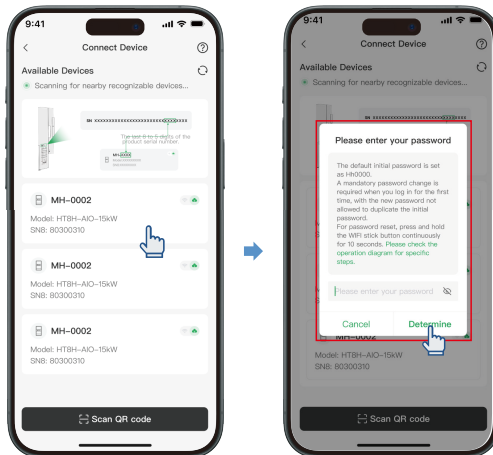 9:41
Connect Device
Available Devices
Scanning for nearby recognizable devices...
The last 6 to 5 digits of the
product serial number.
MH-0002
Model: HT8H-AIO-15kW
SN8: 80300310
MH-0002
Model: HT8H-AIO-15kW
SN8: 80300310
MH-0002
Model: HT8H-AIO-15kW
SN8: 80300310
Scan QR code
9:41
Connect Device
Available Devices
Scanning for nearby recognizable devices...
Please enter your password
The default initial password is set
as Hh0000.
A mandatory password change is
required when you log in for the first
time, with the new password not
allowed to duplicate the initial
password.
For password reset, press and hold
the WIFI stick button continuously
for 10 seconds. Please check the
operation diagram for specific
steps.
Please enter your password
Cancel
Determine
MH-0002
Model: HT8H-AIO-15kW
SN8: 80300310
Scan QR code